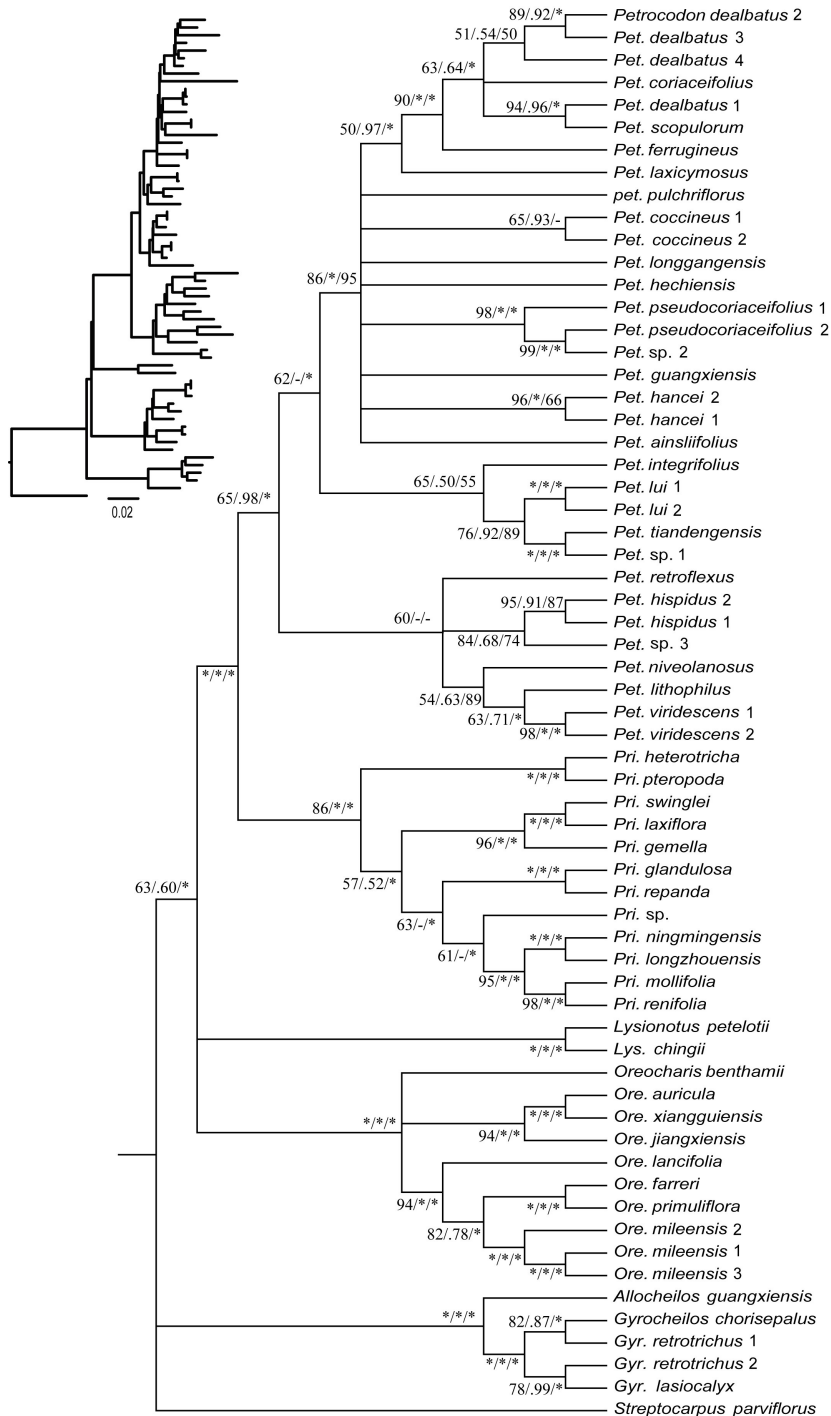 89/.92/*
Petrocodon dealbatus 2
51/.54/50
Pet. dealbatus 3
Pet. dealbatus 4
63/.64/*
Pet. coriaceifolius
90/*/*
94/.96/*
Pet. dealbatus 1
50/.97/*
Pet. scopulorum
Pet. ferrugineus
Pet. laxicymosus
pet. pulchriflorus
65/.93/-
Pet. coccineus 1
Pet. coccineus 2
Pet. longgangensis
86/*/95
Pet. hechiensis
98/*/*
Pet. pseudocoriaceifolius 1
Pet. pseudocoriaceifolius 2
99/*/*
Pet. sp. 2
62/-/*
Pet. guangxiensis
96/*/66
Pet. hancei 2
Pet. hancei 1
Pet. ainsliifolius
65/.50/55
Pet. integrifolius
*/*/*
Pet. lui 1
65/.98/*
0.02
Pet. lui 2
76/.92/89
Pet. tiandengensis
*/*/*
Pet. sp. 1
Pet. retroflexus
95/.91/87
Pet. hispidus 2
60/-/-
Pet. hispidus 1
84/.68/74
Pet. sp. 3
*/*/*
Pet. niveolanosus
54/.63/89
Pet. lithophilus
63/.71/*
Pet. viridescens 1
98/*/*
Pet. viridescens 2
Pri. heterotricha
*/*/*
Pri. pteropoda
86/*/*
Pri. swinglei
*/*/*
Pri. laxiflora
96/*/*
Pri. gemella
57/.52/*
*/*/*
Pri. glandulosa
63/.60/*
Pri. repanda
63/-/*
Pri. sp.
*/*/*
Pri. ningmingensis
61/-/*
Pri. longzhouensis
95/*/*
Pri. mollifolia
98/*/*
Pri. renifolia
Lysionotus petelotii
*/*/*
Lys. chingii
Oreocharis benthamii
Ore. auricula
*/*/*
*/*/*
Ore. xiangguiensis
94/*/*
Ore. jiangxiensis
Ore. lancifolia
94/*/*
Ore. farreri
*/*/*
Ore. primuliflora
82/.78/*
Ore. mileensis 2
*/*/*
Ore. mileensis 1
*/*/*
Ore. mileensis 3
Allocheilos guangxiensis
*/*/*
82/.87/*
Gyrocheilos chorisepalus
Gyr. retrotrichus 1
*/*/*
Gyr. retrotrichus 2
78/.99/*
Gyr. lasiocalyx
Streptocarpus parviflorus